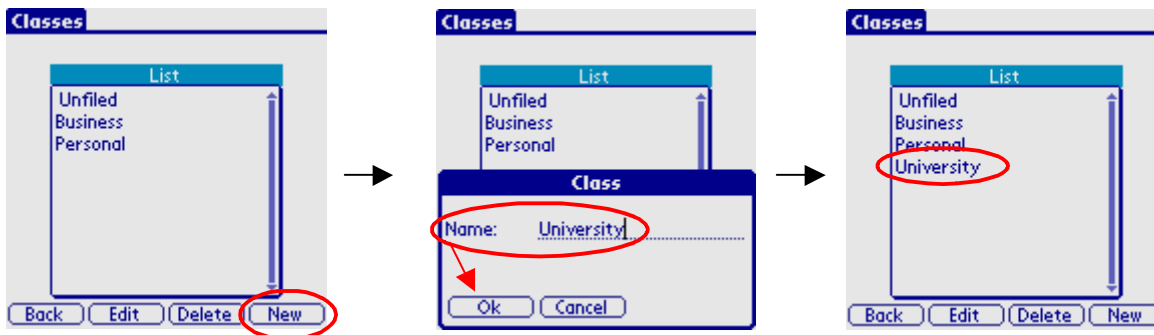 Classes
List
Unfiled
Business
Personal
Back Edit Delete New
Classes
List
Unfiled
Business
Personal
Class
Name: University
Ok Cancel
Classes
List
Unfiled
Business
Personal
University
Back Edit Delete New